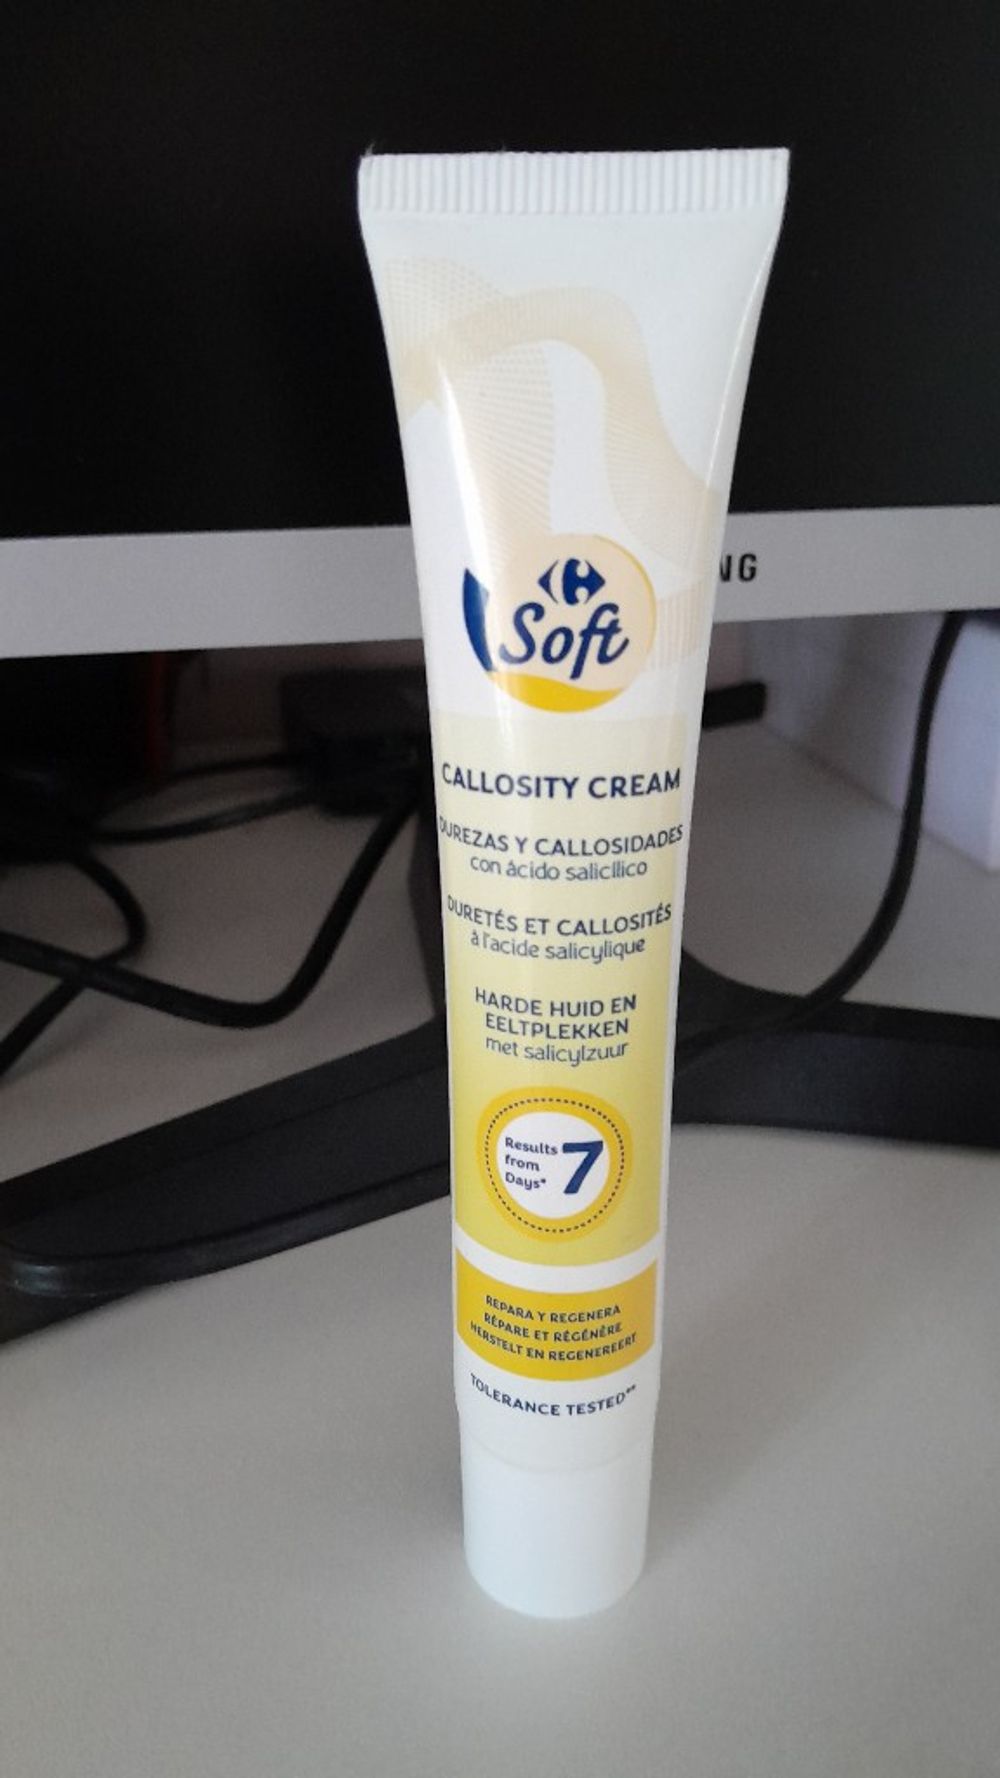 NG
Soft
CALLOSITY CREAM
DUREZAS Y CALLOSIDADES
con ácido salicílico
DURETÉS ET CALLOSITÉS
à l'acide salicylique
HARDE HUID EN
EELTPLEKKEN
met salicylzuur
Results
from
Days*
7
REPARA Y REGENERA
RÉPARE ET RÉGÉNÈRE
HERSTELT EN REGENEREERT
TOLERANCE TESTED**